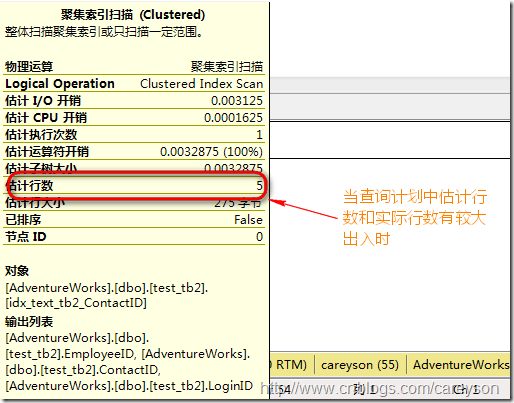 聚集索引扫描 (Clustered)
整体扫描聚集索引或只扫描一定范围。
物理运算 聚集索引扫描
Logical Operation Clustered Index Scan
估计 I/O 开销 0.003125
估计 CPU 开销 0.0001625
估计执行次数 1
估计运算符开销 0.0032875 (100%)
估计子树大小 0.0032875
估计行数 5
估计行大小 275 字节
已排序 False
节点 ID 0
对象
[AdventureWorks].[dbo].[test_tb2].
[idx_text_tb2_ContactID]
输出列表
[AdventureWorks].[dbo].
[test_tb2].EmployeeID, [AdventureWorks].
[dbo].[test_tb2].ContactID,
[AdventureWorks].[dbo].[test_tb2].LoginID
当查询计划中估计行
数和实际行数有较大
出入时
RTM) careyson (55) AdventureWorks
http://www.cnblogs.com/careyson
54 列 1 Ch 1